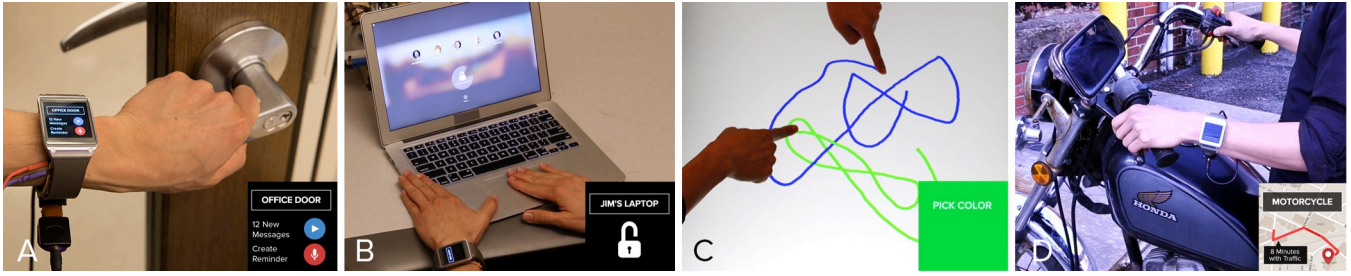 OFFICE DOOR
12 New
Messages
Create
Reminder
A
OFFICE DOOR
12 New
Messages
Create
Reminder
B
JIM'S LAPTOP
C
PICK COLOR
D
HONDA
MOTORCYCLE
8 Minutes
with Traffic